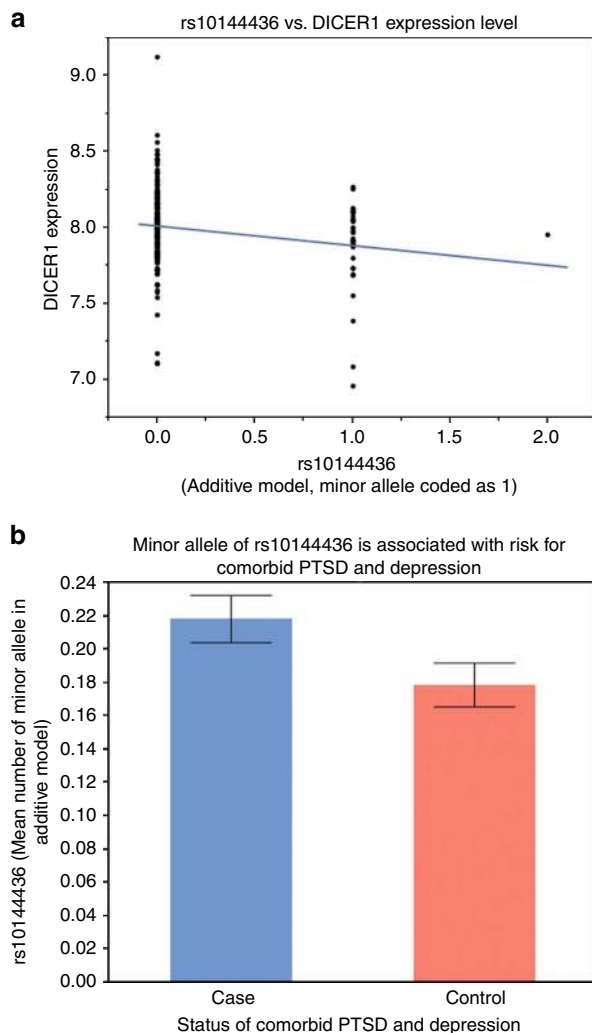 a
rs10144436 vs. DICER1 expression level
DICER1 expression
9.0
8.5
8.0
7.5
7.0
0.0 0.5 1.0 1.5 2.0
rs10144436
(Additive model, minor allele coded as 1)
b
Minor allele of rs10144436 is associated with risk for
comorbid PTSD and depression
rs10144436 (Mean number of minor allele in
additive model)
0.24
0.22
0.20
0.18
0.16
0.14
0.12
0.10
0.08
0.06
0.04
0.02
0.00
Case Control
Status of comorbid PTSD and depression